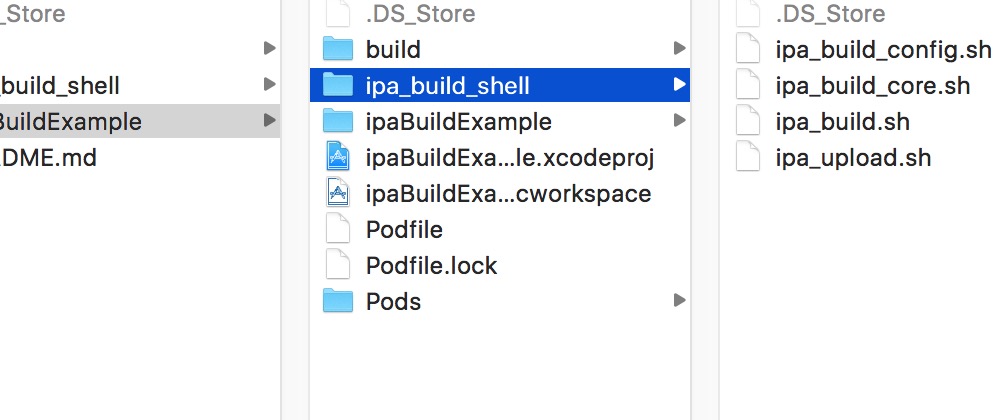 _Store
_build_shell
BuildExample
DME.md
.DS_Store
build
ipa_build_shell
ipaBuildExample
ipaBuildExa...le.xcodeproj
ipaBuildExa...cworkspace
Podfile
Podfile.lock
Pods
.DS_Store
ipa_build_config.sh
ipa_build_core.sh
ipa_build.sh
ipa_upload.sh